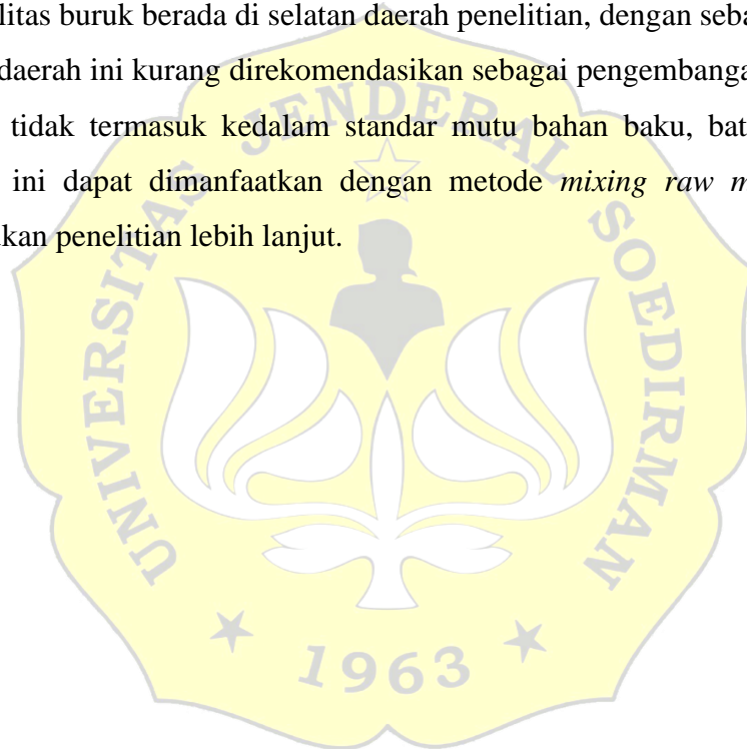 litas buruk berada di selatan daerah penelitian, dengan seba
daerah ini kurang direkomendasikan sebagai pengembanga
tidak termasuk kedalam standar mutu bahan baku, bat
ini dapat dimanfaatkan dengan metode mixing raw m
kan penelitian lebih lanjut.
UNIVERSITAS JENDERAL SOEDIRMAN
1963